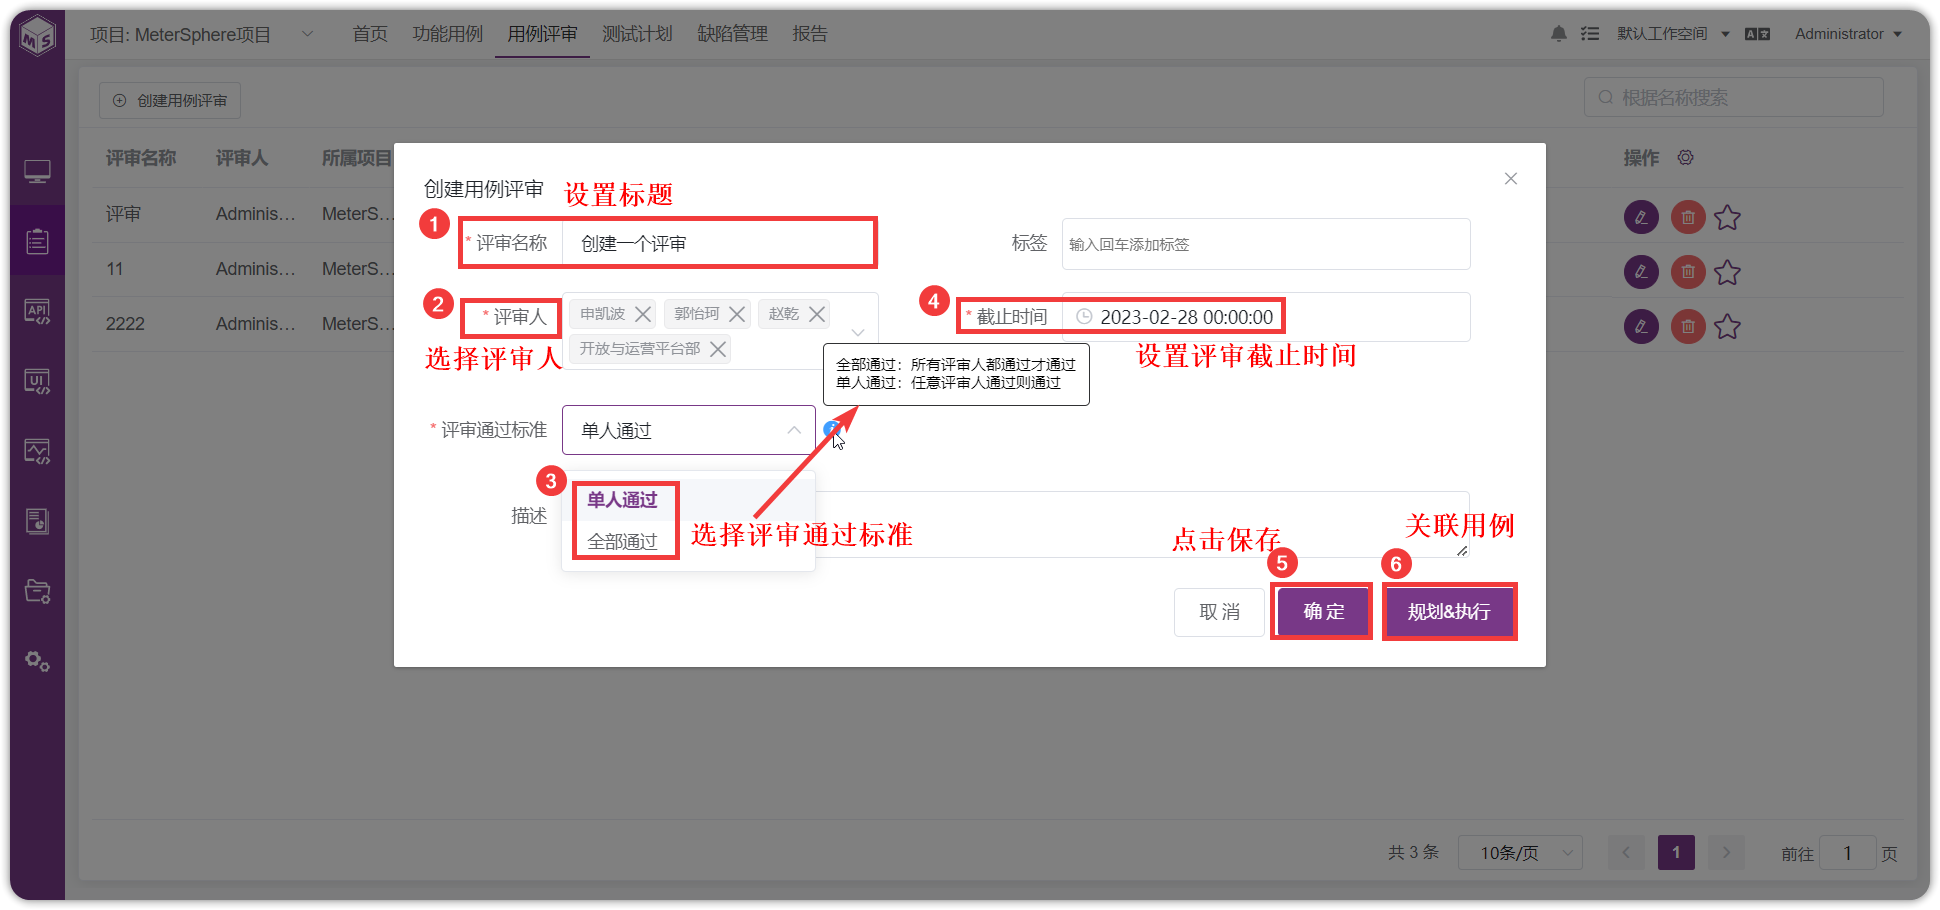 项目: MeterSphere项目 首页 功能用例 用例评审 测试计划 缺陷管理 报告 默认工作空间 Administrator
MS
创建用例评审 根据名称搜索
评审名称 评审人 所属项目 操作
评审 Adminis... MeterS...
11 Adminis... MeterS...
2222 Adminis... MeterS...
API
UI
创建用例评审 设置标题
1
* 评审名称 创建一个评审 标签 输入回车添加标签
2 4
* 评审人 申凯波 郭怡珂 赵乾 * 截止时间 2023-02-28 00:00:00
开放与运营平台部
选择评审人 设置评审截止时间
全部通过：所有评审人都通过才通过
单人通过：任意评审人通过则通过
* 评审通过标准 单人通过
3
单人通过
描述
全部通过
选择评审通过标准 点击保存 关联用例
5 6
取 消 确 定 规划&执行
共 3 条 10条/页 1 前往 1 页